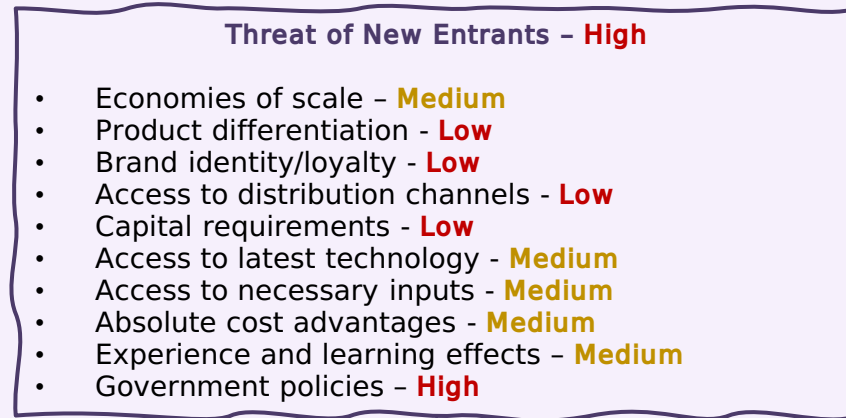 Threat of New Entrants – High
• Economies of scale – Medium
• Product differentiation - Low
• Brand identity/loyalty - Low
• Access to distribution channels - Low
• Capital requirements - Low
• Access to latest technology - Medium
• Access to necessary inputs - Medium
• Absolute cost advantages - Medium
• Experience and learning effects – Medium
• Government policies – High